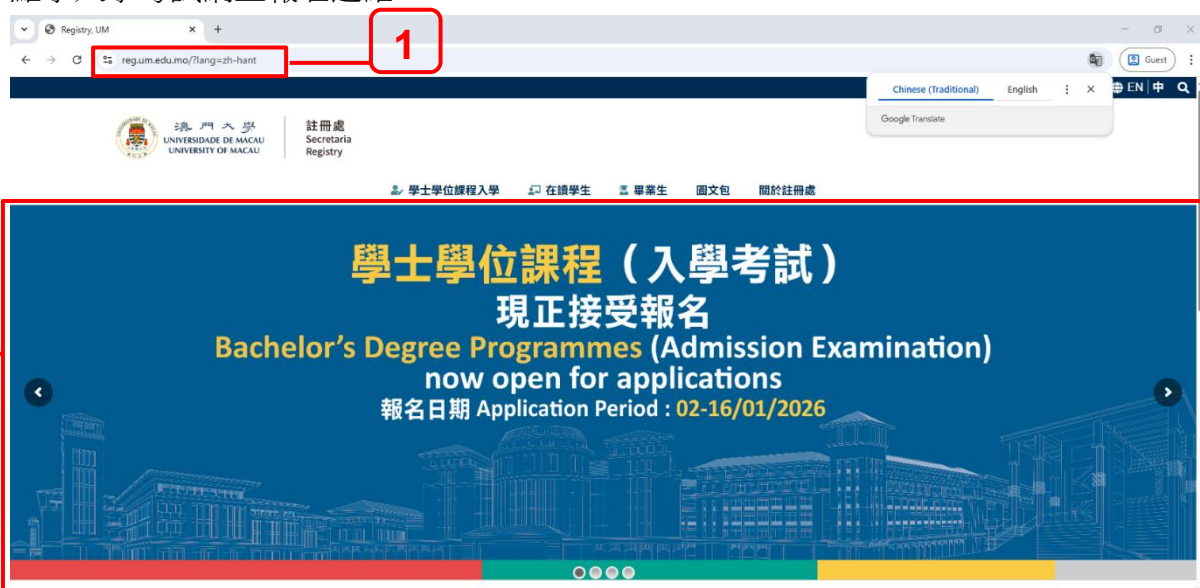 Registry, UM
1
reg.um.edu.mo/?lang=zh-hant
Guest
Chinese (Traditional) English
Google Translate
EN 中
澳門大學
UNIVERSIDADE DE MACAU
UNIVERSITY OF MACAU
註冊處
Secretaria
Registry
學士學位課程入學 在讀學生 畢業生 圖文包 關於註冊處
學士學位課程（入學考試）
現正接受報名
Bachelor's Degree Programmes (Admission Examination)
now open for applications
報名日期 Application Period : 02-16/01/2026